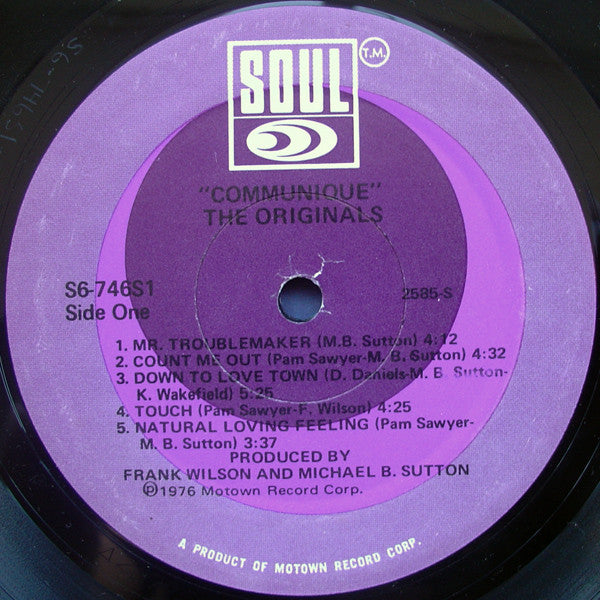 SOUL
T.M.
"COMMUNIQUE"
THE ORIGINALS
S6-746S1
Side One
2585-S
1. MR. TROUBLEMAKER (M.B. Sutton) 4:12
2. COUNT ME OUT (Pam Sawyer-M. B. Sutton) 4:32
3. DOWN TO LOVE TOWN (D. Daniels-M. B. Sutton-
K. Wakefield) 5:25
4. TOUCH (Pam Sawyer-F. Wilson) 4:25
5. NATURAL LOVING FEELING (Pam Sawyer-
M. B. Sutton) 3:37
PRODUCED BY
FRANK WILSON AND MICHAEL B. SUTTON
Ⓟ1976 Motown Record Corp.
A PRODUCT OF MOTOWN RECORD CORP.